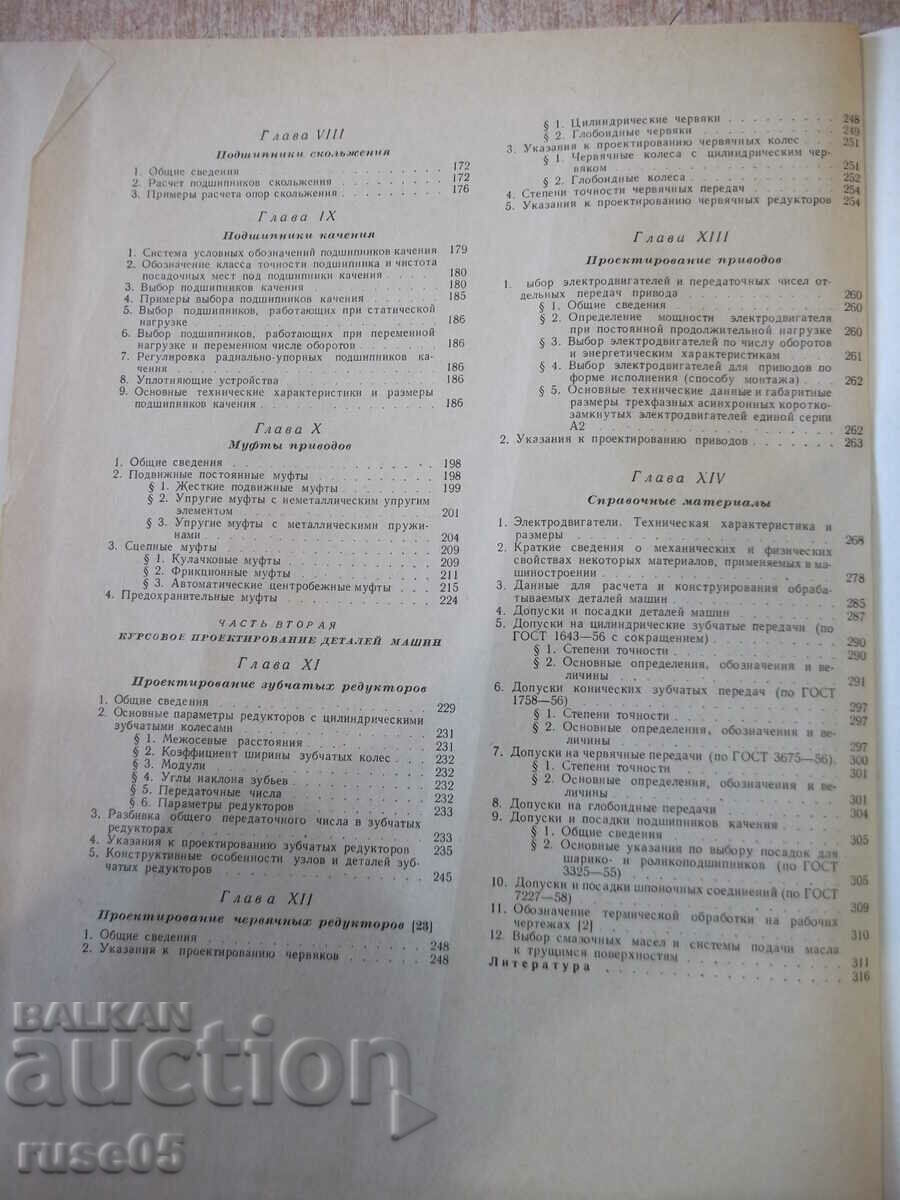 Глава VIII
Подшипники скольжения
1. Общие сведения . . . . . . . . 172
2. Расчет подшипников скольжения . . . . . . 172
3. Примеры расчета опор скольжения . . . . . . 176
Глава IX
Подшипники качения
1. Система условных обозначений подшипников качения 179
2. Обозначение класса точности подшипника и чистота
посадочных мест под подшипники качения . . . . 180
3. Выбор подшипников качения . . . . . . 180
4. Примеры выбора подшипников качения . . . . . 185
5. Выбор подшипников, работающих при статической
нагрузке . . . . . . . . 186
6. Выбор подшипников, работающих при переменной
нагрузке и переменном числе оборотов . . . . . 186
7. Регулировка радиально-упорных подшипников ка-
чения . . . . . . . . 186
8. Уплотняющие устройства . . . . . . 186
9. Основные технические характеристики и размеры
подшипников качения . . . . . . . 186
Глава X
Муфты приводов
1. Общие сведения . . . . . . . . 198
2. Подвижные постоянные муфты . . . . . . 198
§ 1. Жесткие подвижные муфты . . . . . 199
§ 2. Упругие муфты с неметаллическим упругим
элементом . . . . . . . . 201
§ 3. Упругие муфты с металлическими пружи-
нами . . . . . . . . 204
3. Сцепные муфты . . . . . . . . 209
§ 1. Кулачковые муфты . . . . . . 209
§ 2. Фрикционные муфты . . . . . . 211
§ 3. Автоматические центробежные муфты . . . 215
4. Предохранительные муфты . . . . . . 224
ЧАСТЬ ВТОРАЯ
КУРСОВОЕ ПРОЕКТИРОВАНИЕ ДЕТАЛЕЙ МАШИН
Глава XI
Проектирование зубчатых редукторов
1. Общие сведения . . . . . . . . 229
2. Основные параметры редукторов с цилиндрическими
зубчатыми колесами . . . . . . . 231
§ 1. Межосевые расстояния . . . . . . 231
§ 2. Коэффициент ширины зубчатых колес . . . 232
§ 3. Модули . . . . . . . . 232
§ 4. Углы наклона зубьев . . . . . . 232
§ 5. Передаточные числа . . . . . . 232
§ 6. Параметры редукторов . . . . . . 233
3. Разбивка общего передаточного числа в зубчатых
редукторах . . . . . . . . 233
4. Указания к проектированию зубчатых редукторов 235
5. Конструктивные особенности узлов и деталей зуб-
чатых редукторов . . . . . . . 245
Глава XII
Проектирование червячных редукторов [23]
1. Общие сведения . . . . . . . . 248
2. Указания к проектированию червяков . . . . . 248
§ 1. Цилиндрические червяки . . . . . . 248
§ 2. Глобоидные червяки . . . . . . 249
3. Указания к проектированию червячных колес . . . 251
§ 1. Червячные колеса с цилиндрическим чер-
вяком . . . . . . . . 251
§ 2. Глобоидные колеса . . . . . . 252
4. Степени точности червячных передач . . . . . 254
5. Указания к проектированию червячных редукторов 254
Глава XIII
Проектирование приводов
1. ыбор электродвигателей и передаточных чисел от-
дельных передач привода . . . . . . 260
§ 1. Общие сведения . . . . . . . 260
§ 2. Определение мощности электродвигателя
при постоянной продолжительной нагрузке 260
§ 3. Выбор электродвигателей по числу оборотов
и энергетическим характеристикам . . . 261
§ 4. Выбор электродвигателей для приводов по
форме исполнения (способу монтажа) . . . 262
§ 5. Основные технические данные и габаритные
размеры трехфазных асинхронных коротко-
замкнутых электродвигателей единой серии
А2 . . . . . . . . 262
2. Указания к проектированию приводов . . . . . 263
Глава XIV
Справочные материалы
1. Электродвигатели. Техническая характеристика и
размеры . . . . . . . . 268
2. Краткие сведения о механических и физических
свойствах некоторых материалов, применяемых в ма-
шиностроении . . . . . . . . 278
3. Данные для расчета и конструирования обраба-
тываемых деталей машин . . . . . . 285
4. Допуски и посадки деталей машин . . . . . 287
5. Допуски на цилиндрические зубчатые передачи (по
ГОСТ 1643—56 с сокращением) . . . . . . 290
§ 1. Степени точности . . . . . . 290
§ 2. Основные определения, обозначения и ве-
личины . . . . . . . . 291
6. Допуски конических зубчатых передач (по ГОСТ
1758—56) . . . . . . . . 297
§ 1. Степени точности . . . . . . 297
§ 2. Основные определения, обозначения и ве-
личины . . . . . . . . 297
7. Допуски на червячные передачи (по ГОСТ 3675—56). 300
§ 1. Степени точности . . . . . . 301
§ 2. Основные определения, обозначения и ве-
личины . . . . . . . . 301
8. Допуски на глобоидные передачи . . . . . 304
9. Допуски и посадки подшипников качения . . . .
§ 1. Общие сведения . . . . . . . 305
§ 2. Основные указания по выбору посадок для
шарико- и роликоподшипников (по ГОСТ
3325—55) . . . . . . . . 305
10. Допуски и посадки шпоночных соединений (по ГОСТ
7227—58) . . . . . . . . 309
11. Обозначение термической обработки на рабочих
чертежах [2] . . . . . . . . 310
12. Выбор смазочных масел и системы подачи масла
к трущимся поверхностям . . . . . . 311
Литература . . . . . . . . 316
BALKAN
auction
ruse05